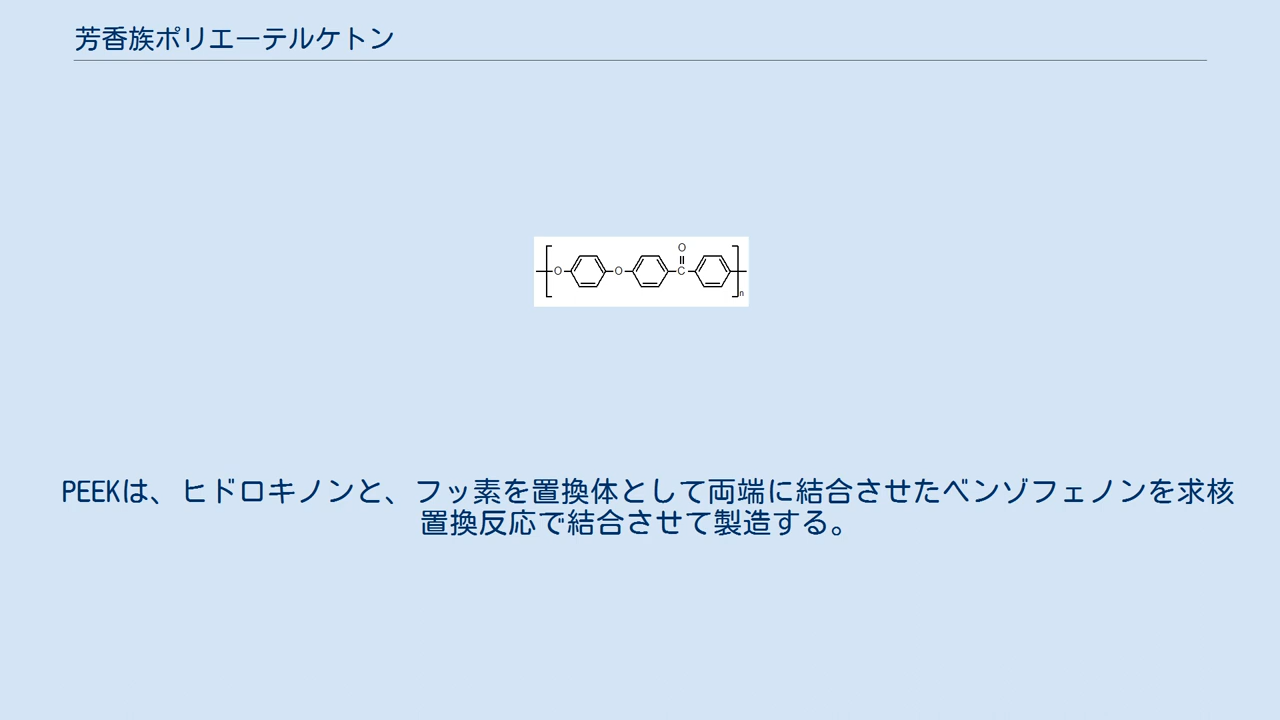 芳香族ポリエーテルケトン
O
O O C
n
PEEKは、ヒドロキノンと、フッ素を置換体として両端に結合させたベンゾフェノンを求核
置換反応で結合させて製造する。